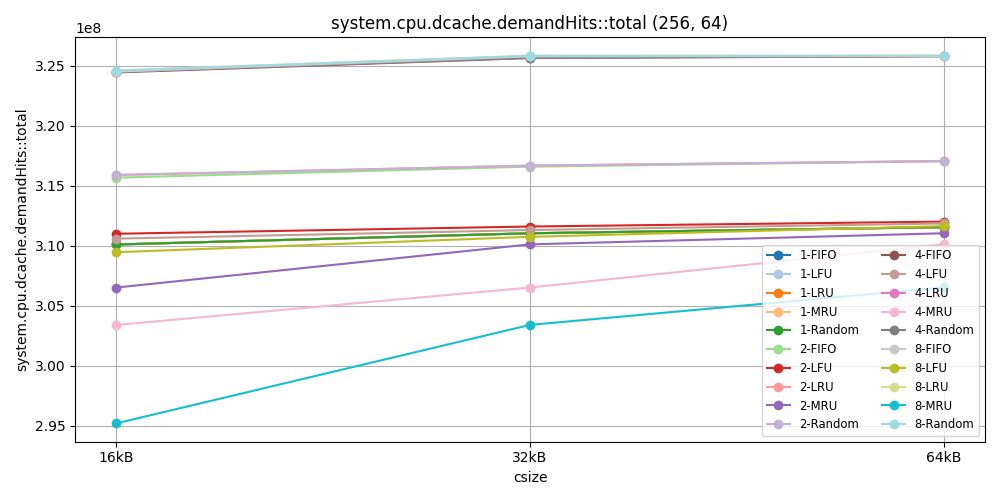 system.cpu.dcache.demandHits::total (256, 64)
1e8
system.cpu.dcache.demandHits::total
3.25
3.20
3.15
3.10
3.05
3.00
2.95
16kB
32kB
64kB
csize
1-FIFO
1-LFU
1-LRU
1-MRU
1-Random
2-FIFO
2-LFU
2-LRU
2-MRU
2-Random
4-FIFO
4-LFU
4-LRU
4-MRU
4-Random
8-FIFO
8-LFU
8-LRU
8-MRU
8-Random